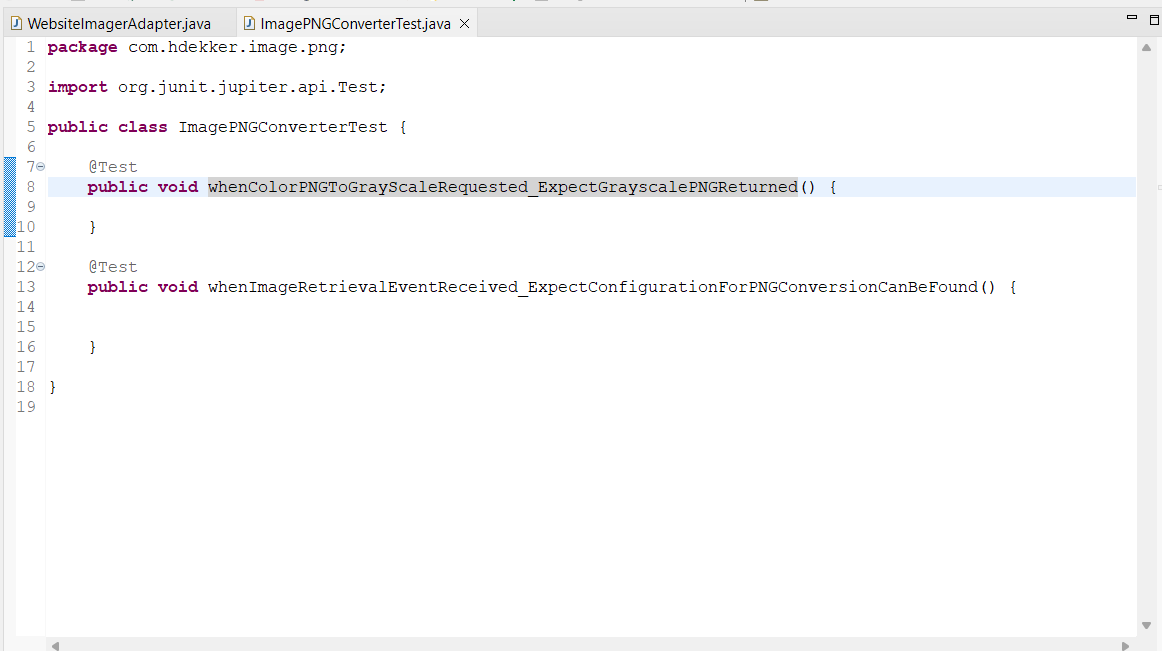 WebsiteImagerAdapter.java ImagePNGConverterTest.java
1 package com.hdekker.image.png;
2
3 import org.junit.jupiter.api.Test;
4
5 public class ImagePNGConverterTest {
6
7 @Test
8 public void whenColorPNGToGrayScaleRequested_ExpectGrayscalePNGReturned() {
9
10 }
11
12 @Test
13 public void whenImageRetrievalEventReceived_ExpectConfigurationForPNGConversionCanBeFound() {
14
15
16 }
17
18 }
19